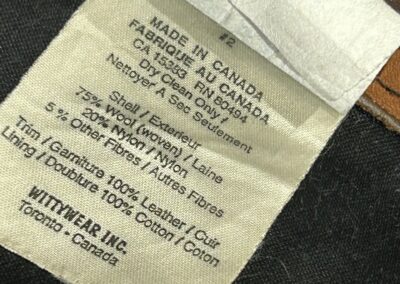 #2
MADE IN CANADA
FABRIQUE AU CANADA
CA 15383 RN 80494
Dry Clean Only /
Nettoyer A Sec Seulement
Shell / Exterieur
75% Wool (woven) / Laine
20% Nylon / Nylon
5 % Other Fibres / Autres Fibres
Trim / Garniture 100% Leather / Cuir
Lining / Doublure 100% Cotton / Coton
WITTYWEAR INC.
Toronto - Canada